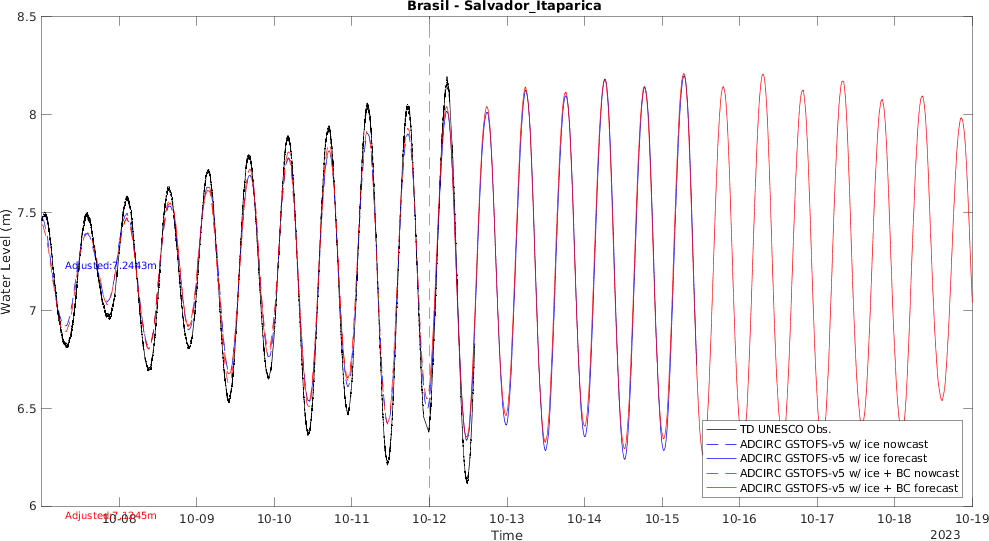 Brasil - Salvador_Itaparica
8.5
8
7.5
7
6.5
6
Water Level (m)
Adjusted:7.2443m
Adjusted:7.1245m
10-08
10-09
10-10
10-11
10-12
10-13
10-14
10-15
10-16
10-17
10-18
10-19
Time
2023
TD UNESCO Obs.
ADCIRC GSTOFS-v5 w/ ice nowcast
ADCIRC GSTOFS-v5 w/ ice forecast
ADCIRC GSTOFS-v5 w/ ice + BC nowcast
ADCIRC GSTOFS-v5 w/ ice + BC forecast